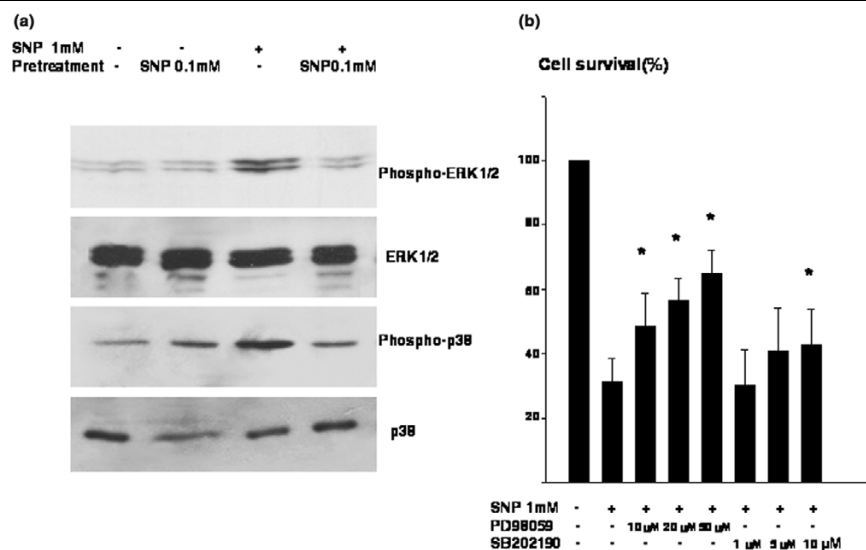 (a)
SNP 1mM - - + +
Pretreatment - SNP 0.1mM - SNP0.1mM
Phospho-ERK1/2
ERK1/2
Phospho-p38
p38
(b)
Cell survival(%)
100
80
60
40
20
* * * *
SNP 1mM - + + + + + + +
PD98059 - - 10 µM 20 µM 50 µM - - -
SB202190 - - - - - 1 µM 5 µM 10 µM